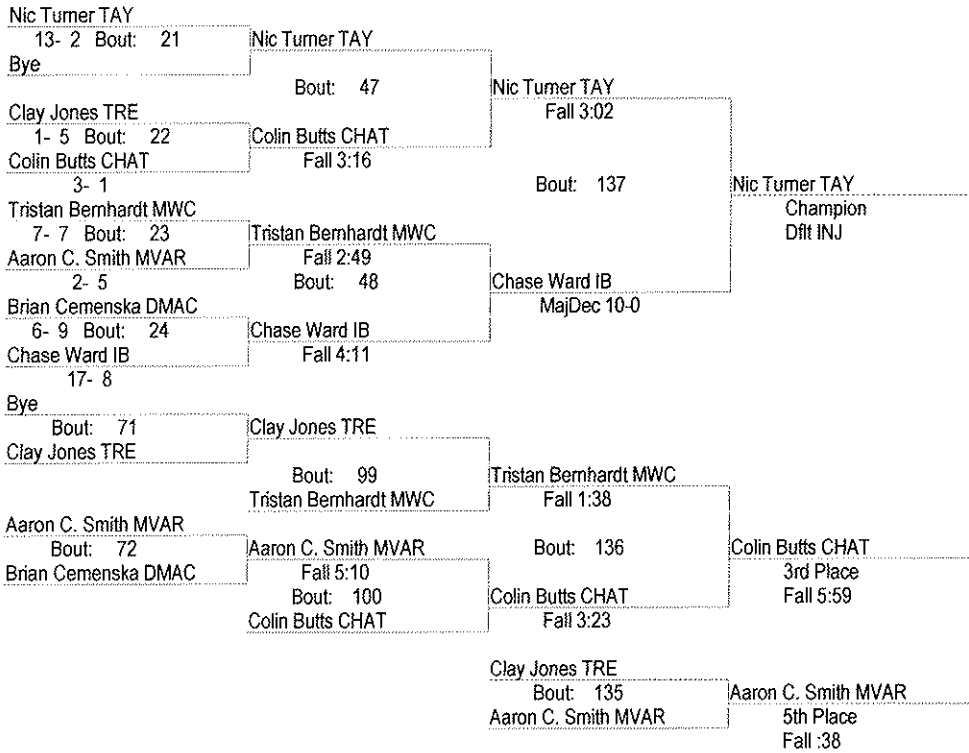 Nic Turner TAY
13- 2 Bout: 21
Bye
Nic Turner TAY
Bout: 47
Clay Jones TRE
1- 5 Bout: 22
Colin Butts CHAT
3- 1
Colin Butts CHAT
Fall 3:16
Nic Turner TAY
Fall 3:02
Bout: 137
Tristan Bernhardt MWC
7- 7 Bout: 23
Aaron C. Smith MVAR
2- 5
Tristan Bernhardt MWC
Fall 2:49
Bout: 48
Brian Cemenska DMAC
6- 9 Bout: 24
Chase Ward IB
17- 8
Chase Ward IB
Fall 4:11
Chase Ward IB
MajDec 10-0
Nic Turner TAY
Champion
Dflt INJ
Bye
Bout: 71
Clay Jones TRE
Clay Jones TRE
Bout: 99
Tristan Bernhardt MWC
Tristan Bernhardt MWC
Fall 1:38
Bout: 136
Aaron C. Smith MVAR
Bout: 72
Brian Cemenska DMAC
Aaron C. Smith MVAR
Fall 5:10
Bout: 100
Colin Butts CHAT
Colin Butts CHAT
Fall 3:23
Colin Butts CHAT
3rd Place
Fall 5:59
Clay Jones TRE
Bout: 135
Aaron C. Smith MVAR
Aaron C. Smith MVAR
5th Place
Fall :38